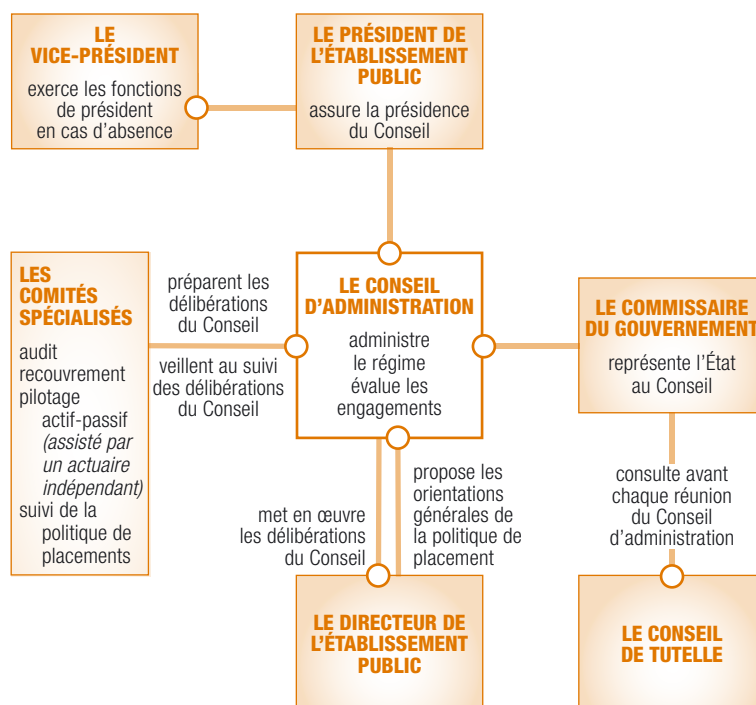 LE
VICE-PRÉSIDENT
exerce les fonctions
de président
en cas d’absence
LE PRÉSIDENT DE
L’ÉTABLISSEMENT
PUBLIC
assure la présidence
du Conseil
LES
COMITÉS
SPÉCIALISÉS
audit
recouvrement
pilotage
actif-passif
(assisté par
un actuaire
indépendant)
suivi de la
politique de
placements
préparent les
délibérations
du Conseil
veillent au suivi
des délibérations
du Conseil
LE CONSEIL
D’ADMINISTRATION
administre
le régime
évalue les
engagements
LE COMMISSAIRE
DU GOUVERNEMENT
représente l’État
au Conseil
met en œuvre
les délibérations
du Conseil
propose les
orientations
générales de
la politique de
placement
consulte avant
chaque réunion
du Conseil
d’administration
LE DIRECTEUR DE
L’ÉTABLISSEMENT
PUBLIC
LE CONSEIL
DE TUTELLE